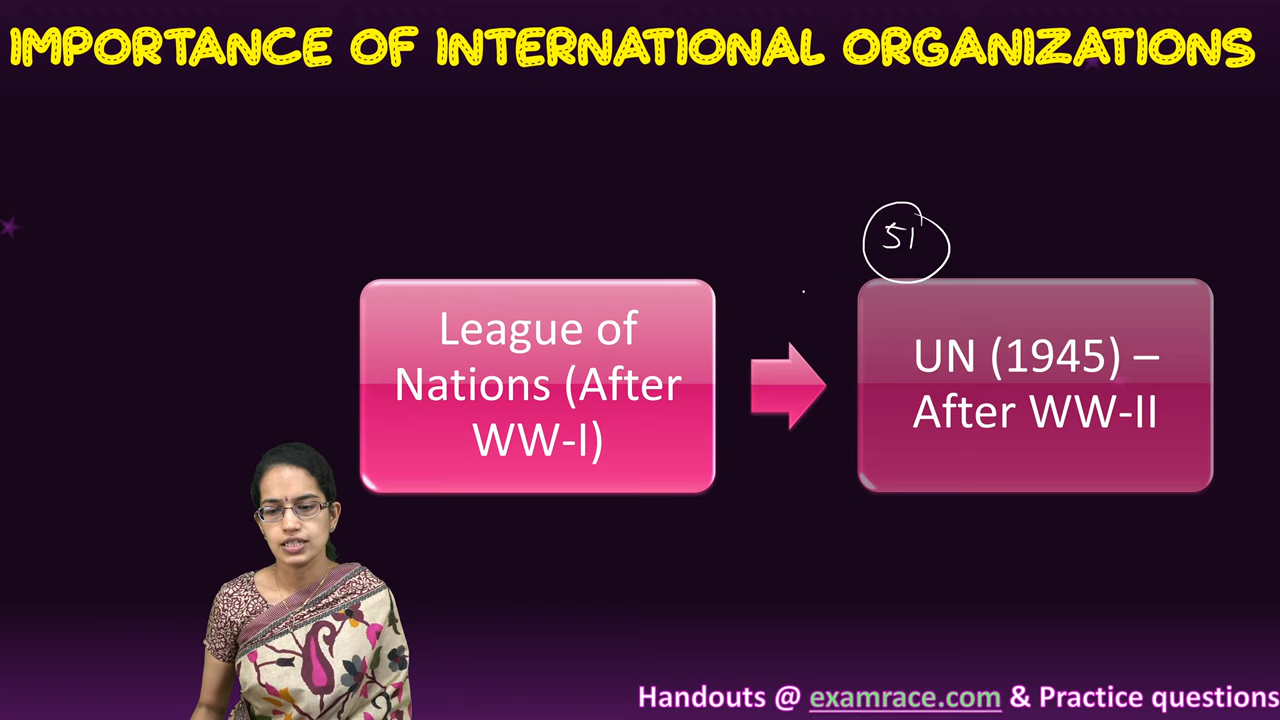 IMPORTANCE OF INTERNATIONAL ORGANIZATIONS
51
League of
Nations (After
WW-I)
UN (1945) –
After WW-II
Handouts @ examrace.com & Practice questions